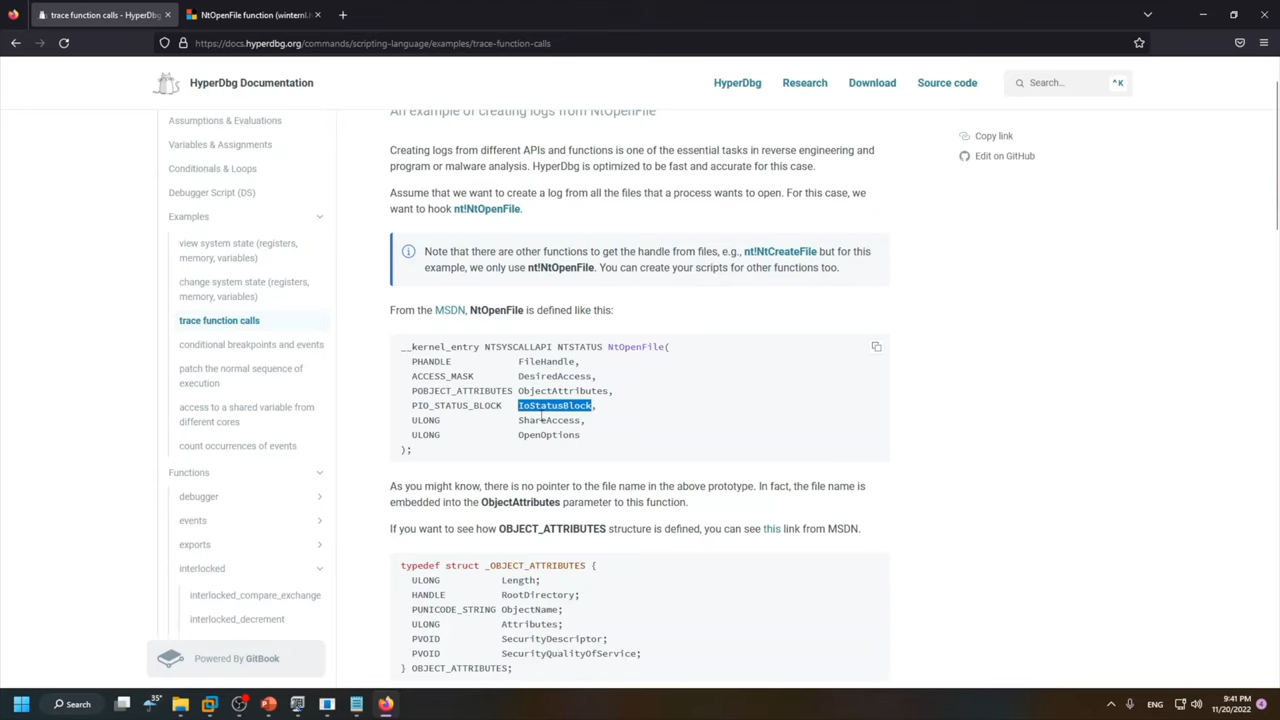 trace function calls - HyperDbg
NtOpenFile function (winternl.h
https://docs.hyperdbg.org/commands/scripting-language/examples/trace-function-calls
HyperDbg Documentation
HyperDbg
Research
Download
Source code
Search...
⌃K
Assumptions & Evaluations
Variables & Assignments
Conditionals & Loops
Debugger Script (DS)
Examples
view system state (registers,
memory, variables)
change system state (registers,
memory, variables)
trace function calls
conditional breakpoints and events
patch the normal sequence of
execution
access to a shared variable from
different cores
count occurrences of events
Functions
debugger
events
exports
interlocked
interlocked_compare_exchange
interlocked_decrement
Powered By GitBook
An example of creating logs from NtOpenFile
Creating logs from different APIs and functions is one of the essential tasks in reverse engineering and
program or malware analysis. HyperDbg is optimized to be fast and accurate for this case.
Assume that we want to create a log from all the files that a process wants to open. For this case, we
want to hook nt!NtOpenFile.
Note that there are other functions to get the handle from files, e.g., nt!NtCreateFile but for this
example, we only use nt!NtOpenFile. You can create your scripts for other functions too.
From the MSDN, NtOpenFile is defined like this:
__kernel_entry NTSYSCALLAPI NTSTATUS NtOpenFile(
PHANDLE FileHandle,
ACCESS_MASK DesiredAccess,
POBJECT_ATTRIBUTES ObjectAttributes,
PIO_STATUS_BLOCK IoStatusBlock,
ULONG ShareAccess,
ULONG OpenOptions
);
As you might know, there is no pointer to the file name in the above prototype. In fact, the file name is
embedded into the ObjectAttributes parameter to this function.
If you want to see how OBJECT_ATTRIBUTES structure is defined, you can see this link from MSDN.
typedef struct _OBJECT_ATTRIBUTES {
ULONG Length;
HANDLE RootDirectory;
PUNICODE_STRING ObjectName;
ULONG Attributes;
PVOID SecurityDescriptor;
PVOID SecurityQualityOfService;
} OBJECT_ATTRIBUTES;
Copy link
Edit on GitHub
Search
35°
ENG
9:41 PM
11/20/2022
4